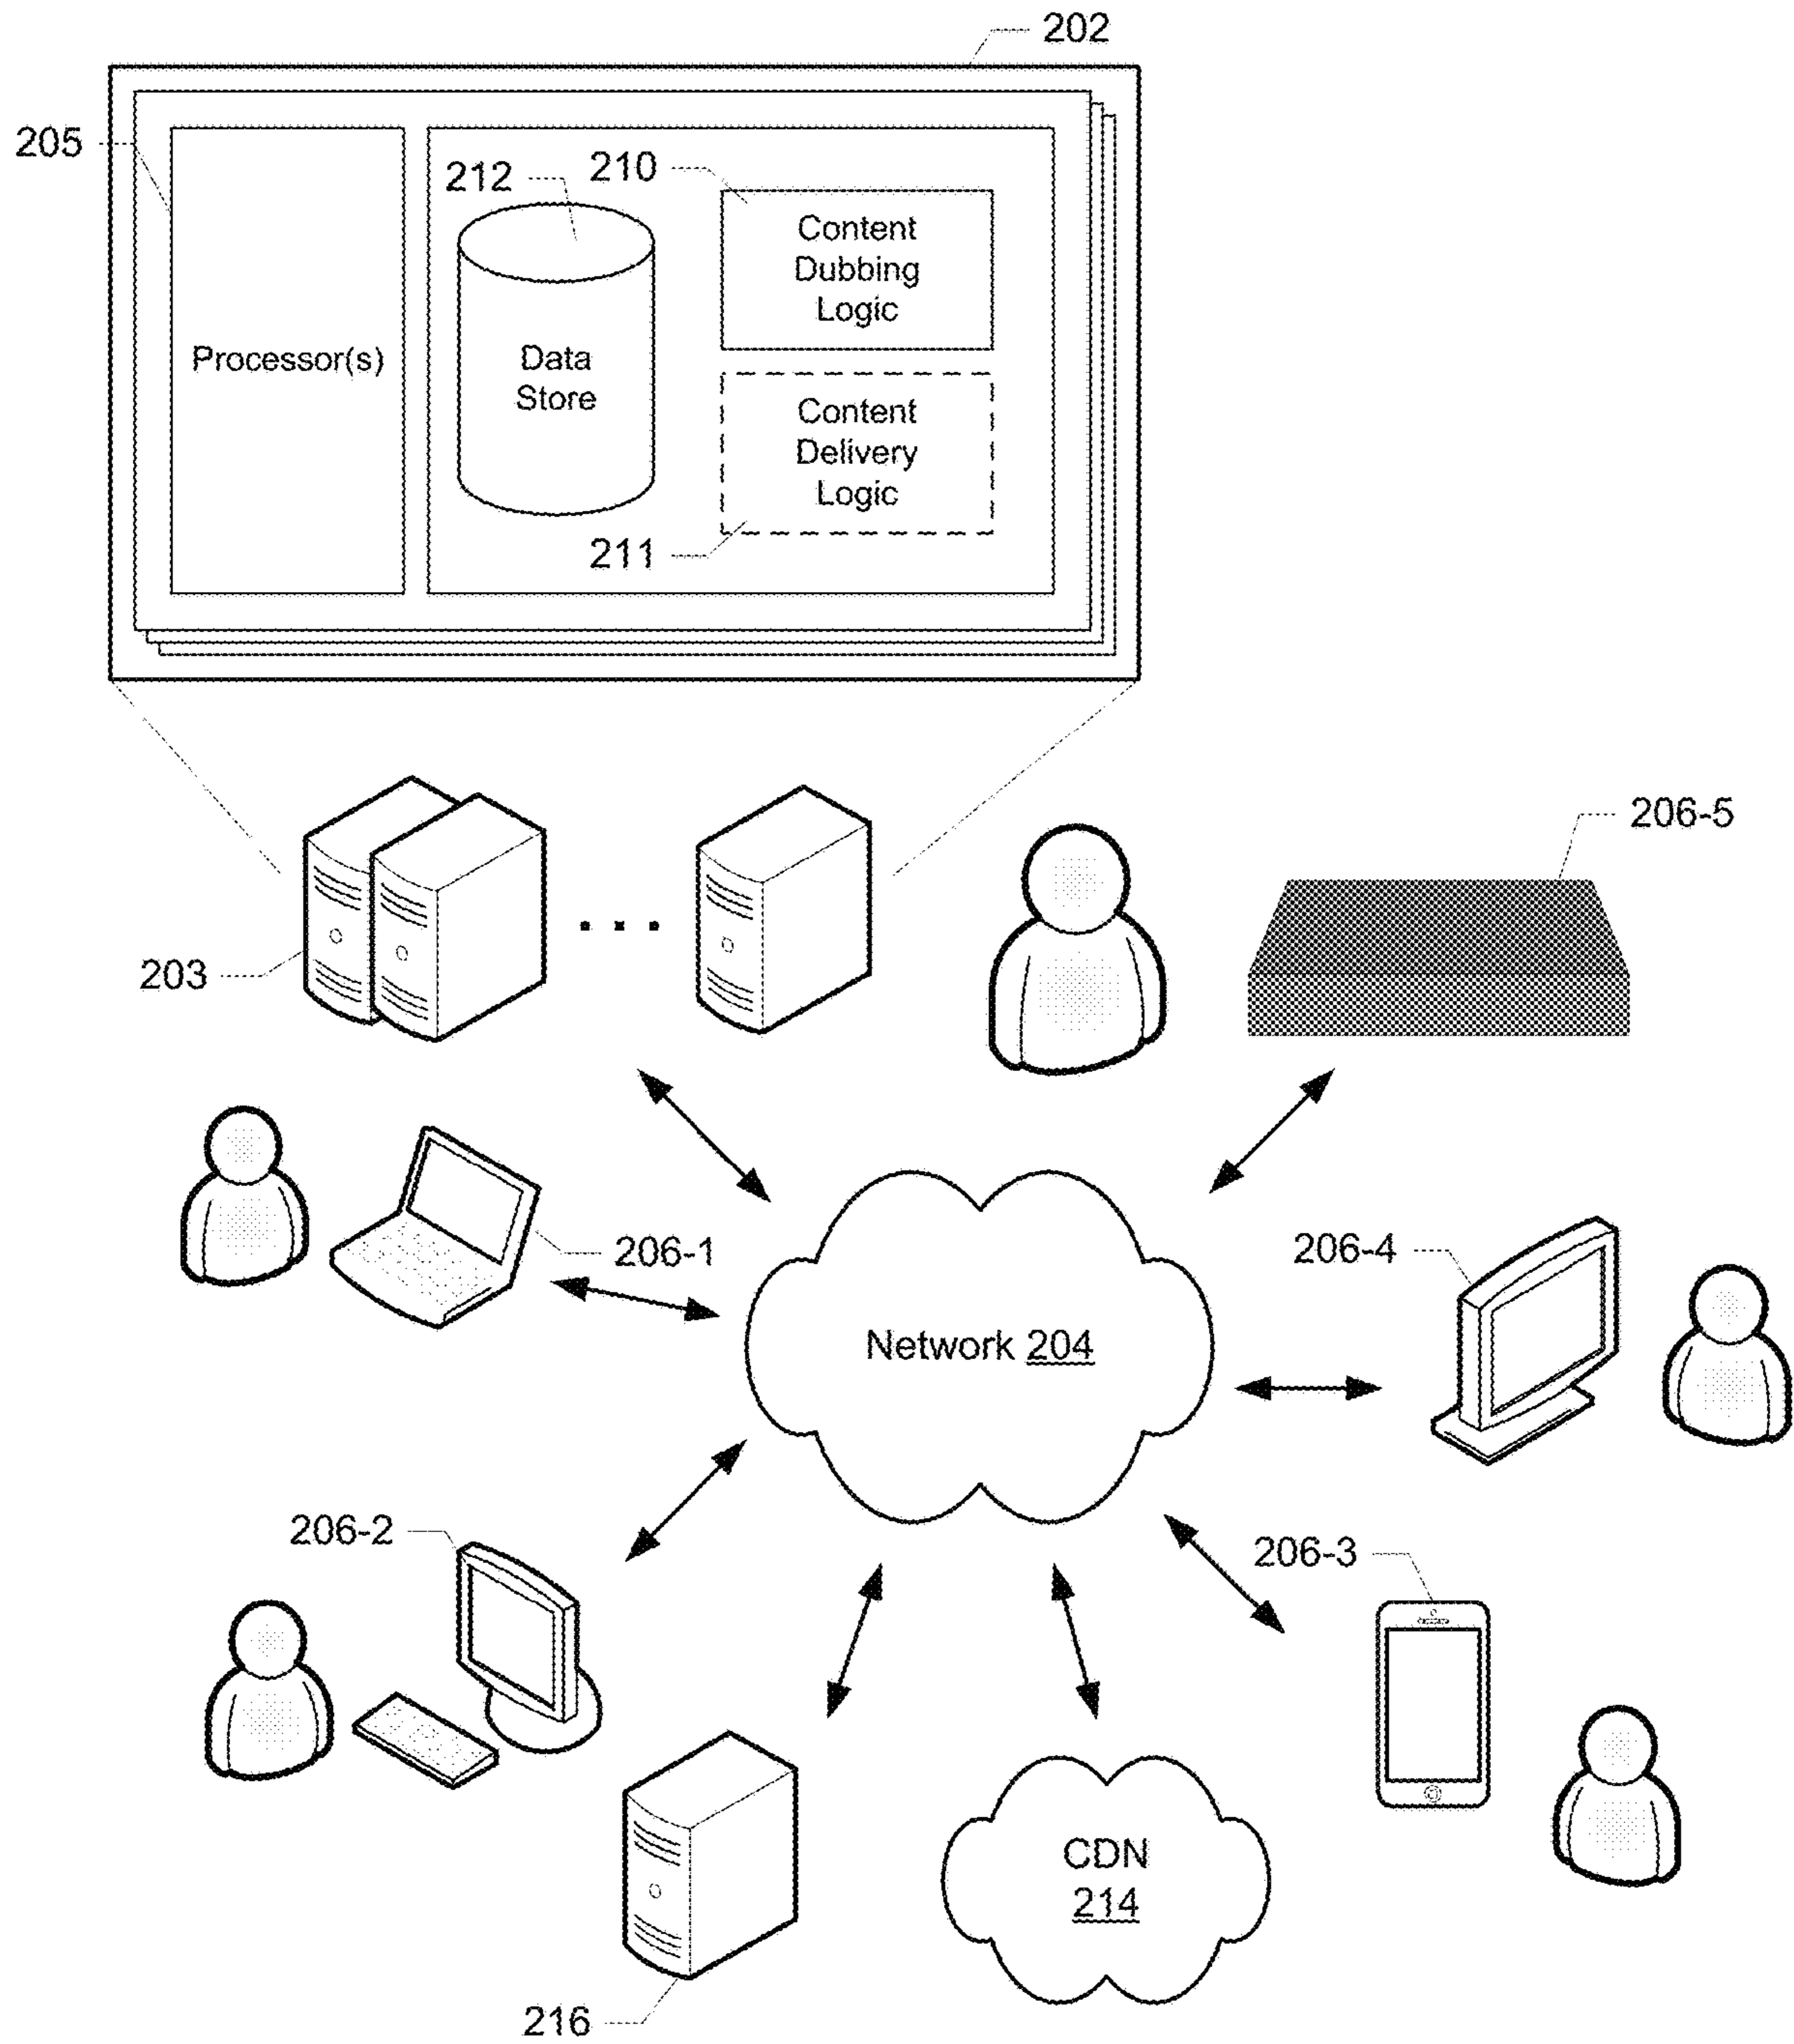 202
205
212
210
Content
Dubbing
Logic
Processor(s)
Data
Store
Content
Delivery
Logic
211
206-5
203
206-1
206-4
Network 204
206-2
206-3
CDN
214
216